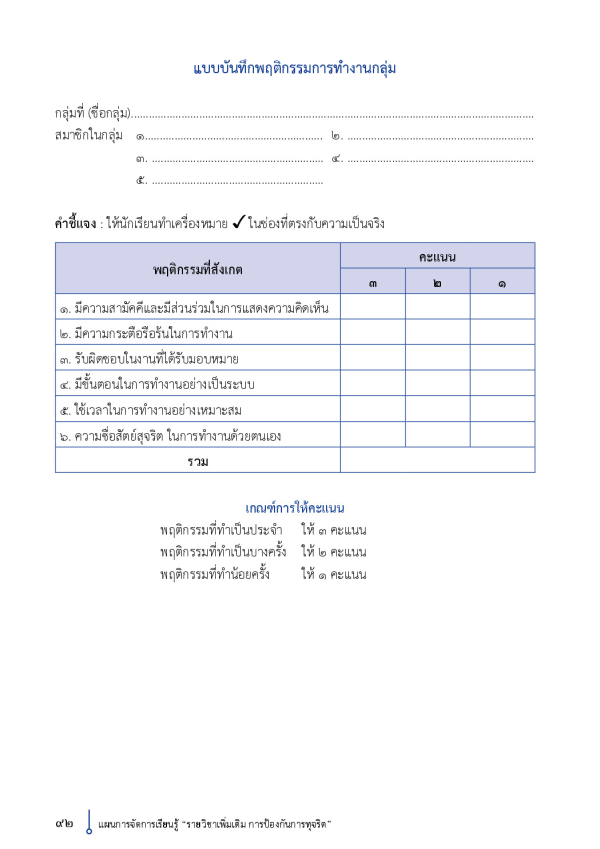 แบบบันทึกพฤติกรรมการทำงานกลุ่ม
กลุ่มที่ (ชื่อกลุ่ม)........................................................................................................................................
สมาชิกในกลุ่ม ๑............................................................ ๒. ...............................................................
๓. .......................................................... ๔. ...............................................................
๕. ..........................................................
คำชี้แจง : ให้นักเรียนทำเครื่องหมาย ✓ ในช่องที่ตรงกับความเป็นจริง
พฤติกรรมที่สังเกต คะแนน
๓ ๒ ๑
๑. มีความสามัคคีและมีส่วนร่วมในการแสดงความคิดเห็น
๒. มีความกระตือรือร้นในการทำงาน
๓. รับผิดชอบในงานที่ได้รับมอบหมาย
๔. มีขั้นตอนในการทำงานอย่างเป็นระบบ
๕. ใช้เวลาในการทำงานอย่างเหมาะสม
๖. ความซื่อสัตย์สุจริต ในการทำงานด้วยตนเอง
รวม
เกณฑ์การให้คะแนน
พฤติกรรมที่ทำเป็นประจำ ให้ ๓ คะแนน
พฤติกรรมที่ทำเป็นบางครั้ง ให้ ๒ คะแนน
พฤติกรรมที่ทำน้อยครั้ง ให้ ๑ คะแนน
๙๒ แผนการจัดการเรียนรู้ “รายวิชาเพิ่มเติม การป้องกันการทุจริต”